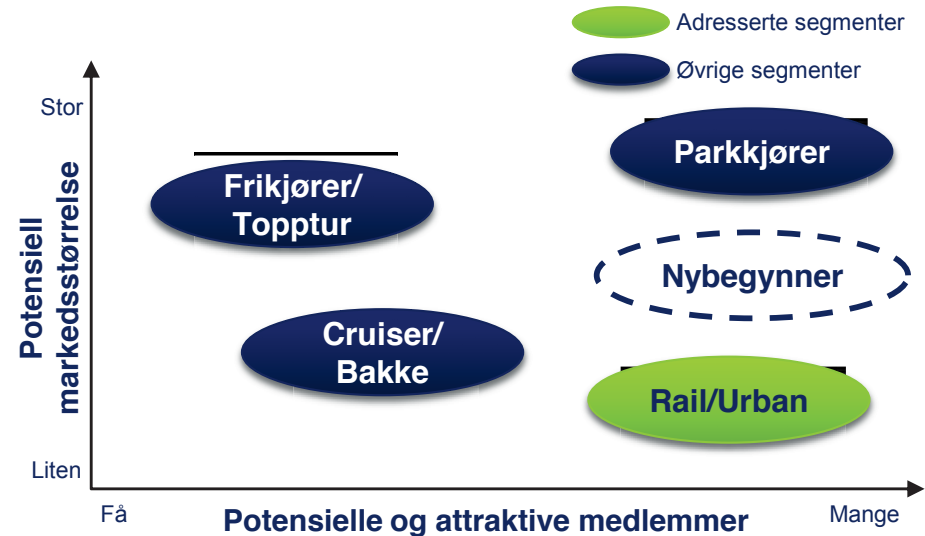 Adresserte segmenter
Øvrige segmenter
Stor
Parkkjører
Frikjører/
Topptur
Potensiell
markedsstørrelse
Nybegynner
Cruiser/
Bakke
Rail/Urban
Liten
Få
Potensielle og attraktive medlemmer
Mange